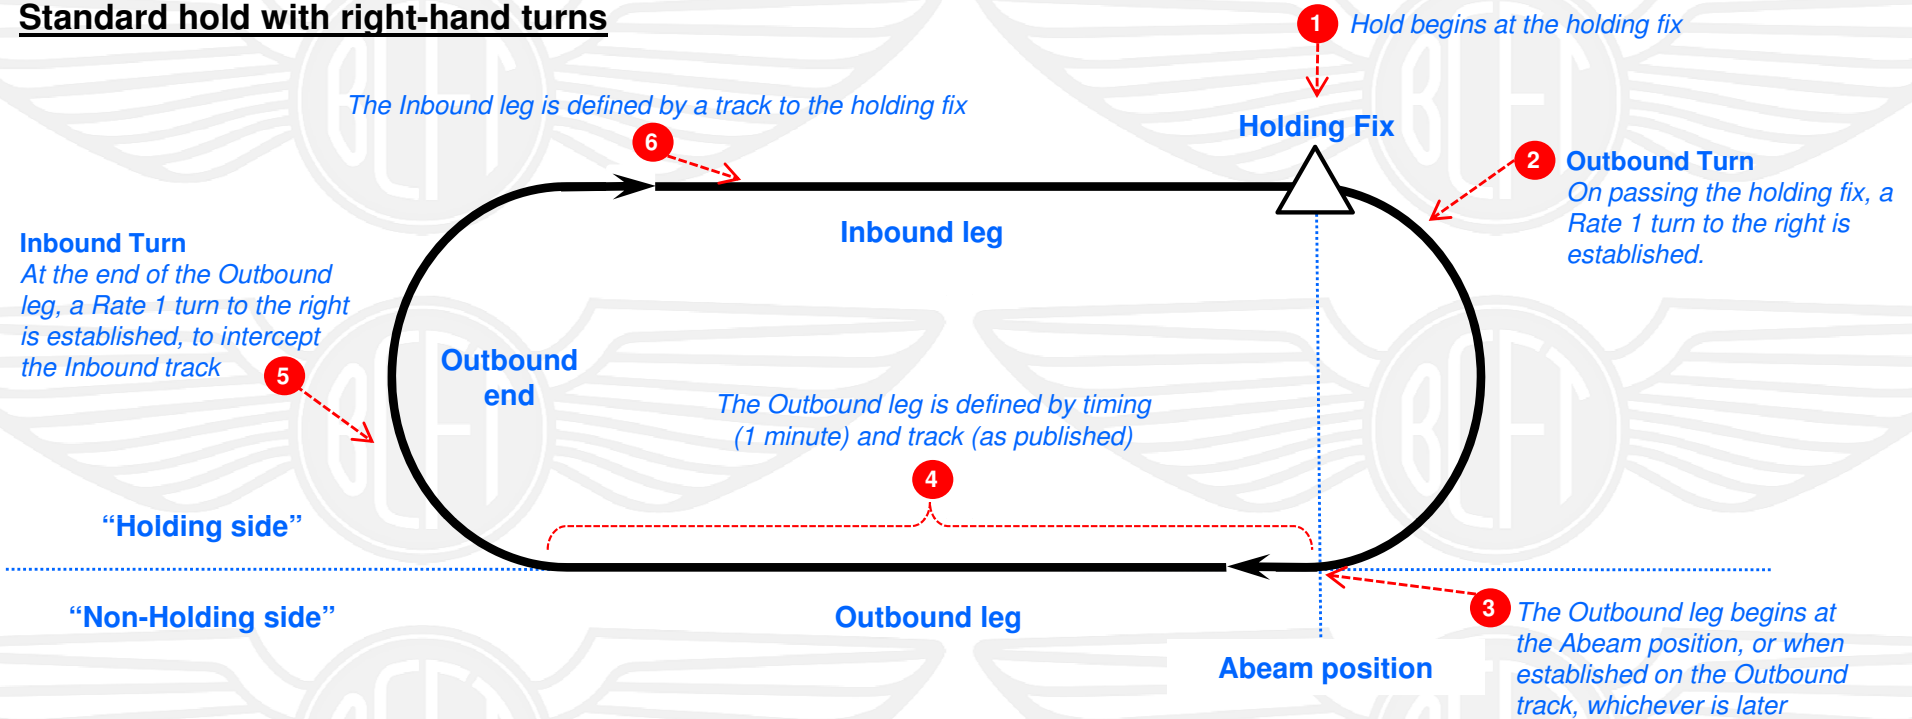 Standard hold with right-hand turns
1
Hold begins at the holding fix
The Inbound leg is defined by a track to the holding fix
6
Holding Fix
2
Outbound Turn
On passing the holding fix, a
Rate 1 turn to the right is
established.
Inbound leg
Inbound Turn
At the end of the Outbound
leg, a Rate 1 turn to the right
is established, to intercept
the Inbound track
5
Outbound
end
The Outbound leg is defined by timing
(1 minute) and track (as published)
4
“Holding side”
“Non-Holding side”
Outbound leg
3
The Outbound leg begins at
the Abeam position, or when
established on the Outbound
track, whichever is later
Abeam position